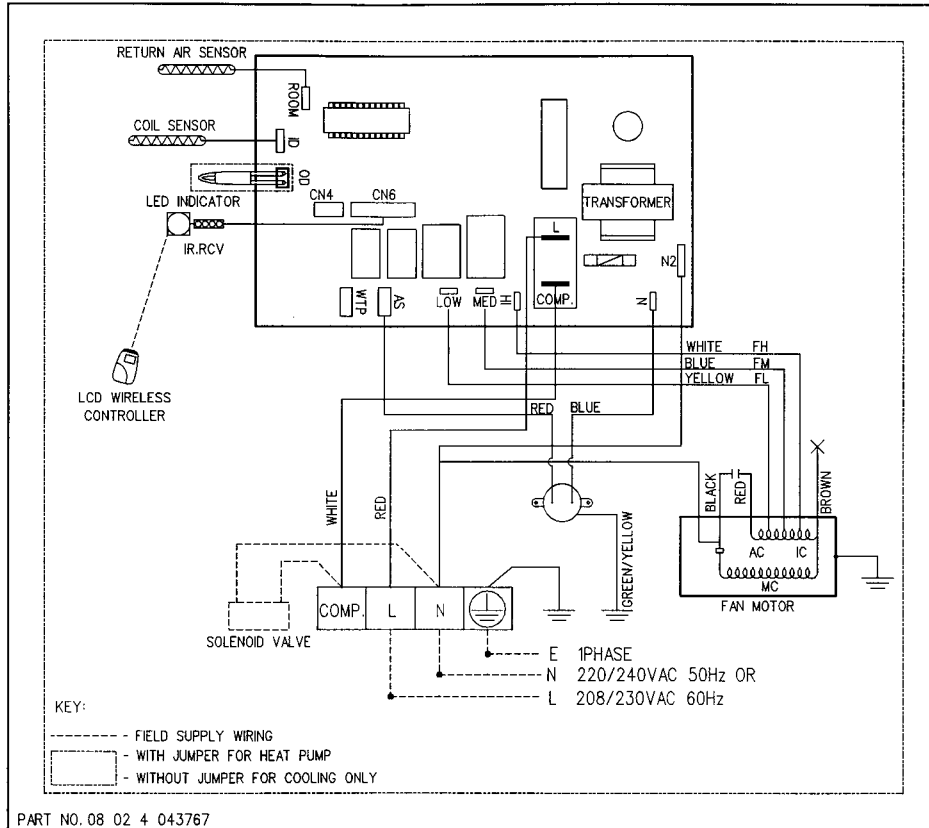 RETURN AIR SENSOR
ROOM
COIL SENSOR
ID
OD
LED INDICATOR
CN4
CN6
IR.RCV
TRANSFORMER
L
N2
WTP
AS
LOW
MED
HI
COMP.
N
LCD WIRELESS
CONTROLLER
WHITE FH
BLUE FM
YELLOW FL
RED
BLUE
WHITE
RED
BLACK
RED
BROWN
GREEN/YELLOW
AC
IC
MC
FAN MOTOR
COMP.
L
N
SOLENOID VALVE
E 1PHASE
N 220/240VAC 50Hz OR
L 208/230VAC 60Hz
KEY:
- FIELD SUPPLY WIRING
- WITH JUMPER FOR HEAT PUMP
- WITHOUT JUMPER FOR COOLING ONLY
PART NO. 08 02 4 043767